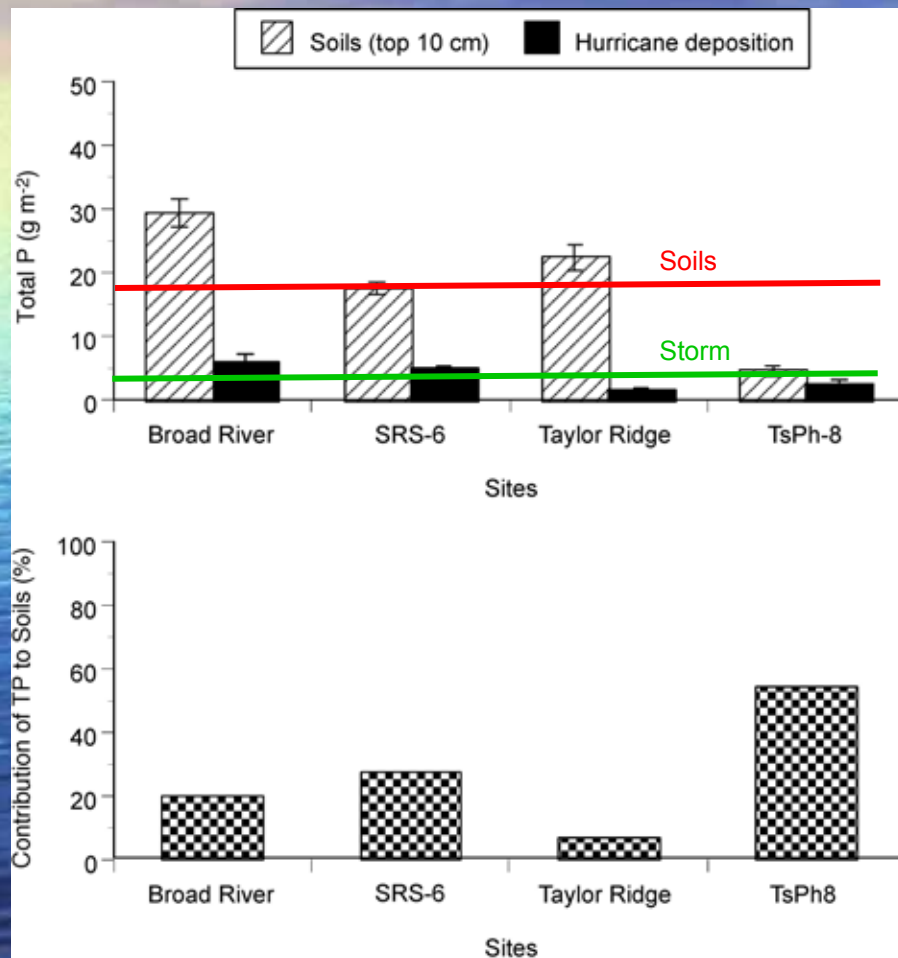 Soils (top 10 cm) Hurricane deposition
Total P (g m-2)
50
40
30
20
10
0
Soils
Storm
Broad River SRS-6 Taylor Ridge TsPh-8
Sites
Contribution of TP to Soils (%)
100
80
60
40
20
0
Broad River SRS-6 Taylor Ridge TsPh8
Sites